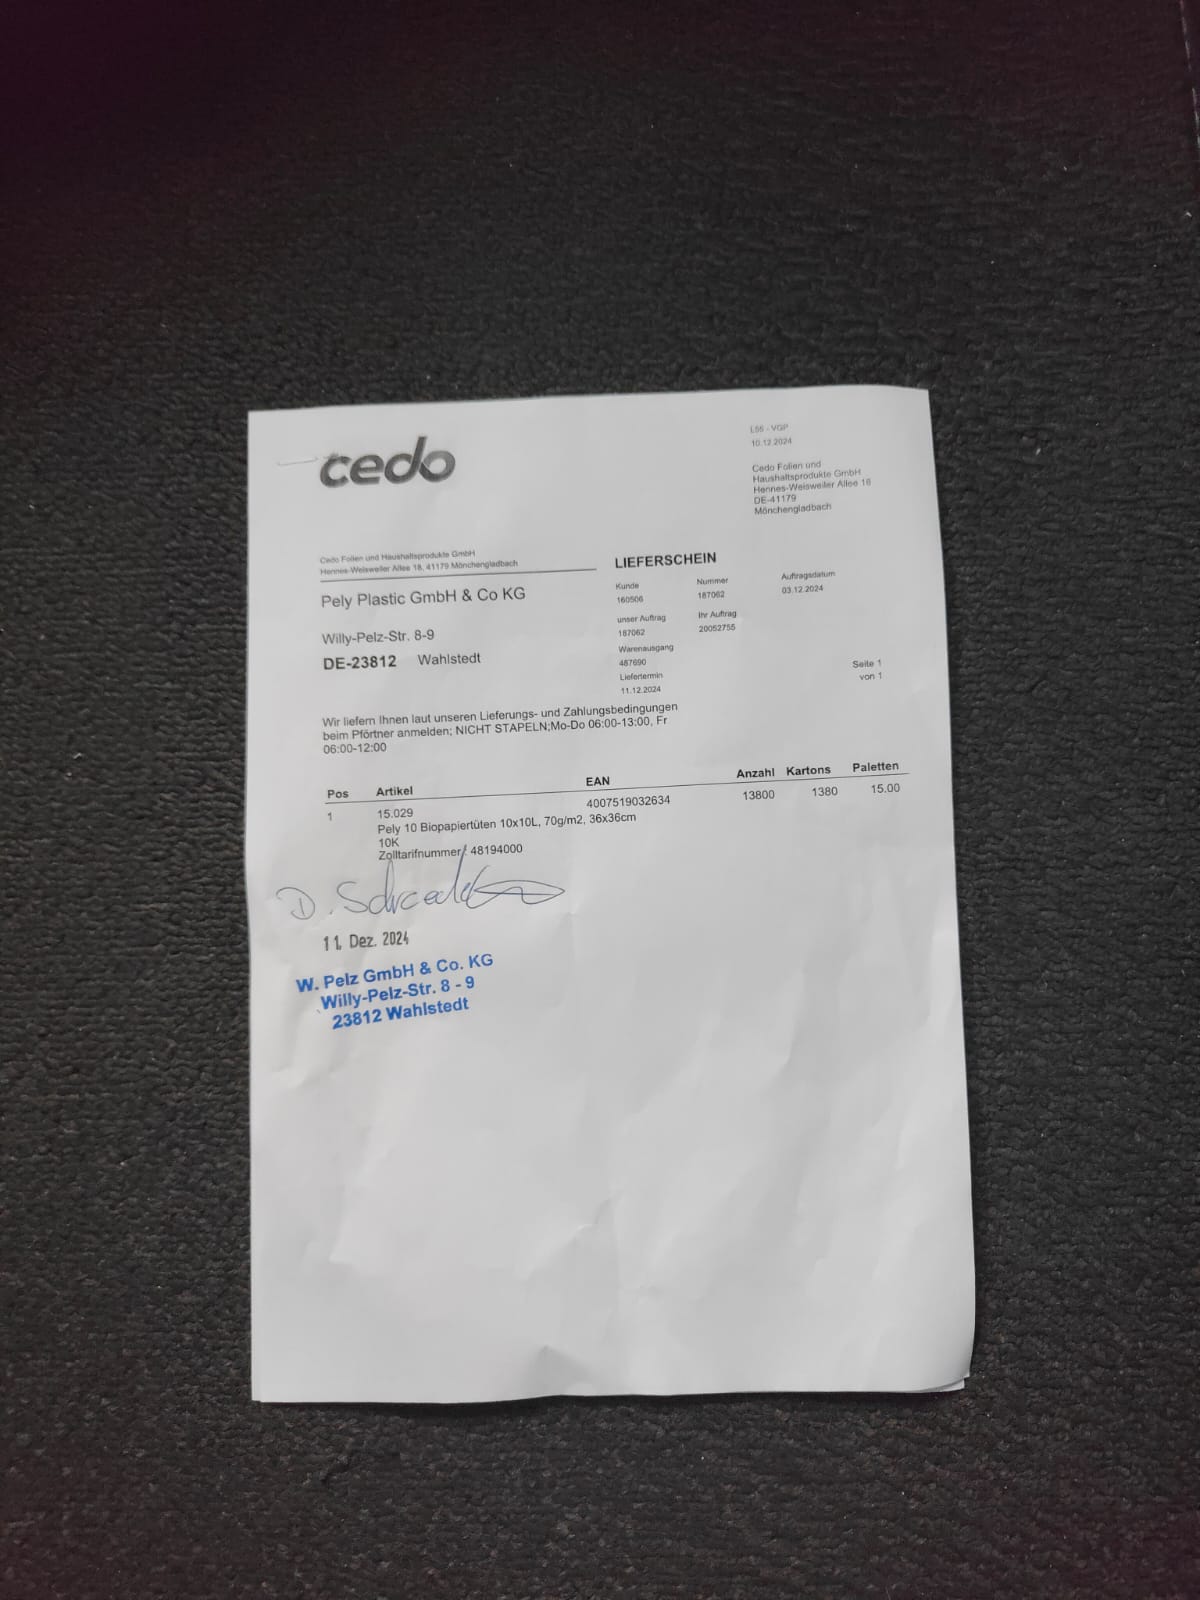 cedo
L55 - VGP
10.12.2024
Cedo Folien und
Haushaltsprodukte GmbH
Hennes-Weisweiler Allee 18
DE-41179
Mönchengladbach
Cedo Folien und Haushaltsprodukte GmbH
Hennes-Weisweiler Allee 18, 41179 Mönchengladbach
Pely Plastic GmbH & Co KG
Willy-Pelz-Str. 8-9
DE-23812 Wahlstedt
LIEFERSCHEIN
Kunde Nummer Auftragsdatum
160506 187062 03.12.2024
unser Auftrag Ihr Auftrag
187062 20052755
Warenausgang
487690
Liefertermin
11.12.2024
Seite 1
von 1
Wir liefern Ihnen laut unseren Lieferungs- und Zahlungsbedingungen
beim Pförtner anmelden; NICHT STAPELN;Mo-Do 06:00-13:00, Fr
06:00-12:00
Pos Artikel EAN Anzahl Kartons Paletten
1 15.029 4007519032634 13800 1380 15.00
Pely 10 Biopapiertüten 10x10L, 70g/m2, 36x36cm
10K
Zolltarifnummer: 48194000
D.
11. Dez. 2024
W. Pelz GmbH & Co. KG
Willy-Pelz-Str. 8 - 9
23812 Wahlstedt